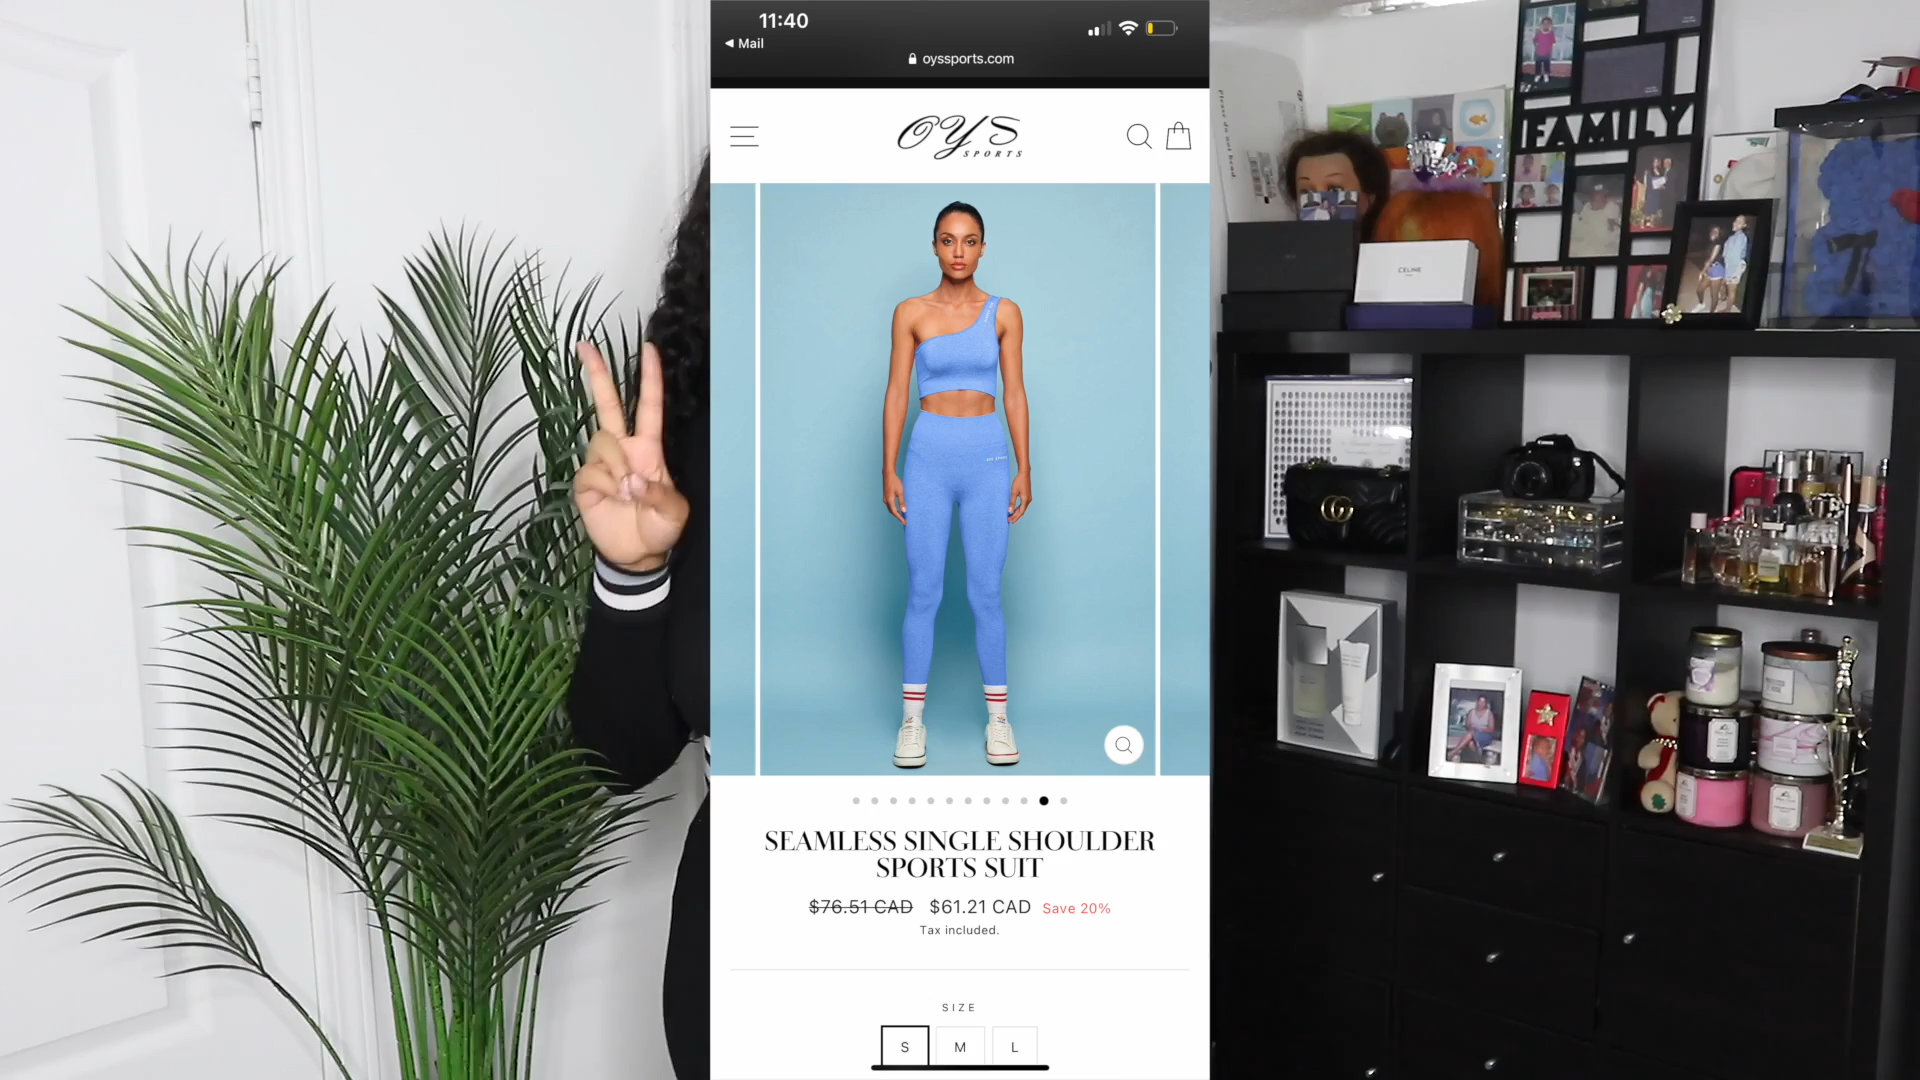 11:40
Mail
oyssports.com
OYS
SPORTS
FAMILY
CELINE
SEAMLESS SINGLE SHOULDER
SPORTS SUIT
$76.51 CAD $61.21 CAD Save 20%
Tax included.
SIZE
S M L